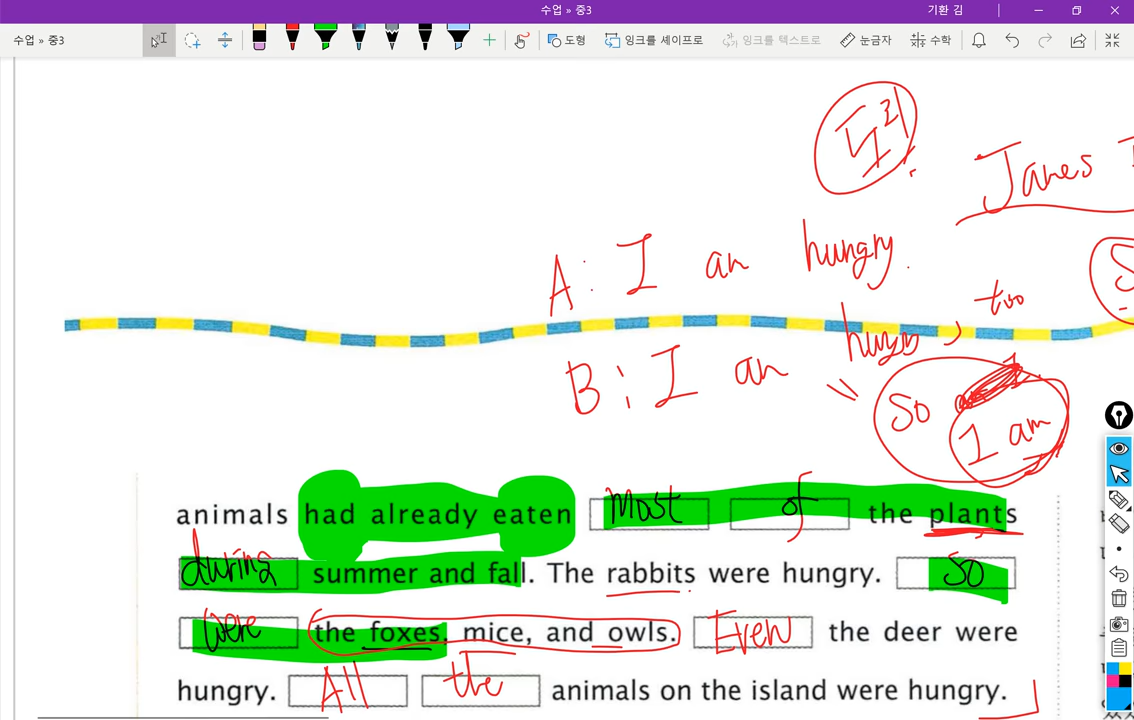 수업 » 중3
기환 김
수업 » 중3
도형
잉크를 셰이프로
잉크를 텍스트로
눈금자
수학
도치
James
A: I am hungry.
too
B: I am hungry,
so
I am
animals had already eaten most of the plants
during summer and fall. The rabbits were hungry. So
were the foxes, mice, and owls. Even the deer were
hungry. All the animals on the island were hungry.